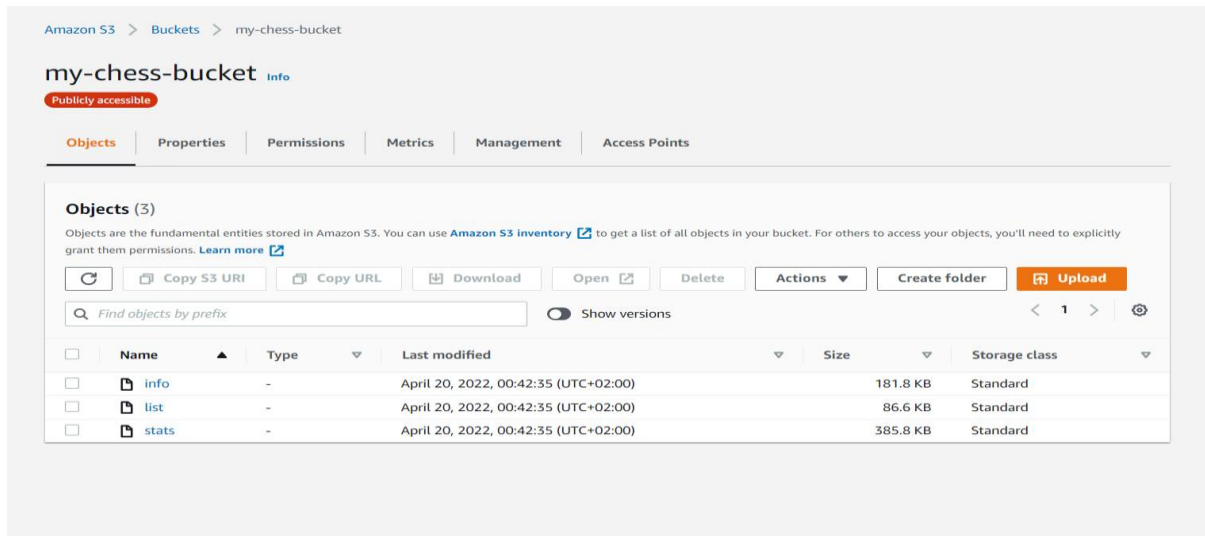 Amazon S3 > Buckets > my-chess-bucket
my-chess-bucket Info
Publicly accessible
Objects Properties Permissions Metrics Management Access Points
Objects (3)
Objects are the fundamental entities stored in Amazon S3. You can use Amazon S3 inventory to get a list of all objects in your bucket. For others to access your objects, you'll need to explicitly
grant them permissions. Learn more
Copy S3 URI Copy URL Download Open Delete Actions Create folder Upload
Find objects by prefix Show versions < 1 >
Name Type Last modified Size Storage class
info - April 20, 2022, 00:42:35 (UTC+02:00) 181.8 KB Standard
list - April 20, 2022, 00:42:35 (UTC+02:00) 86.6 KB Standard
stats - April 20, 2022, 00:42:35 (UTC+02:00) 385.8 KB Standard